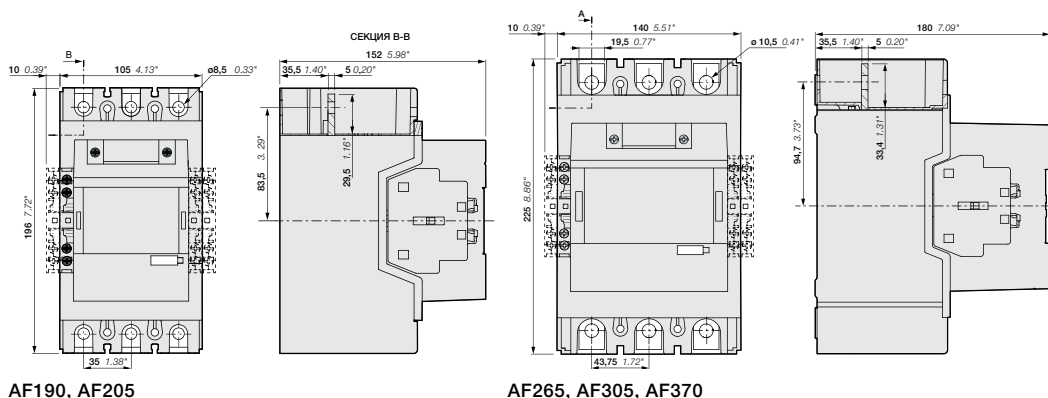 B
10 0.39"
105 4.13"
ø8,5 0.33"
196 7.72"
35 1.38"
СЕКЦИЯ B-B
152 5.98"
35,5 1.40"
5 0,20"
83,5 3.29"
29,5 1.16"
AF190, AF205
A
10 0.39"
140 5.51"
19,5 0.77"
ø 10,5 0.41"
225 8.86"
43,75 1.72"
180 7.09"
35,5 1.40"
5 0.20"
94,7 3.73"
33,4 1.31"
AF265, AF305, AF370